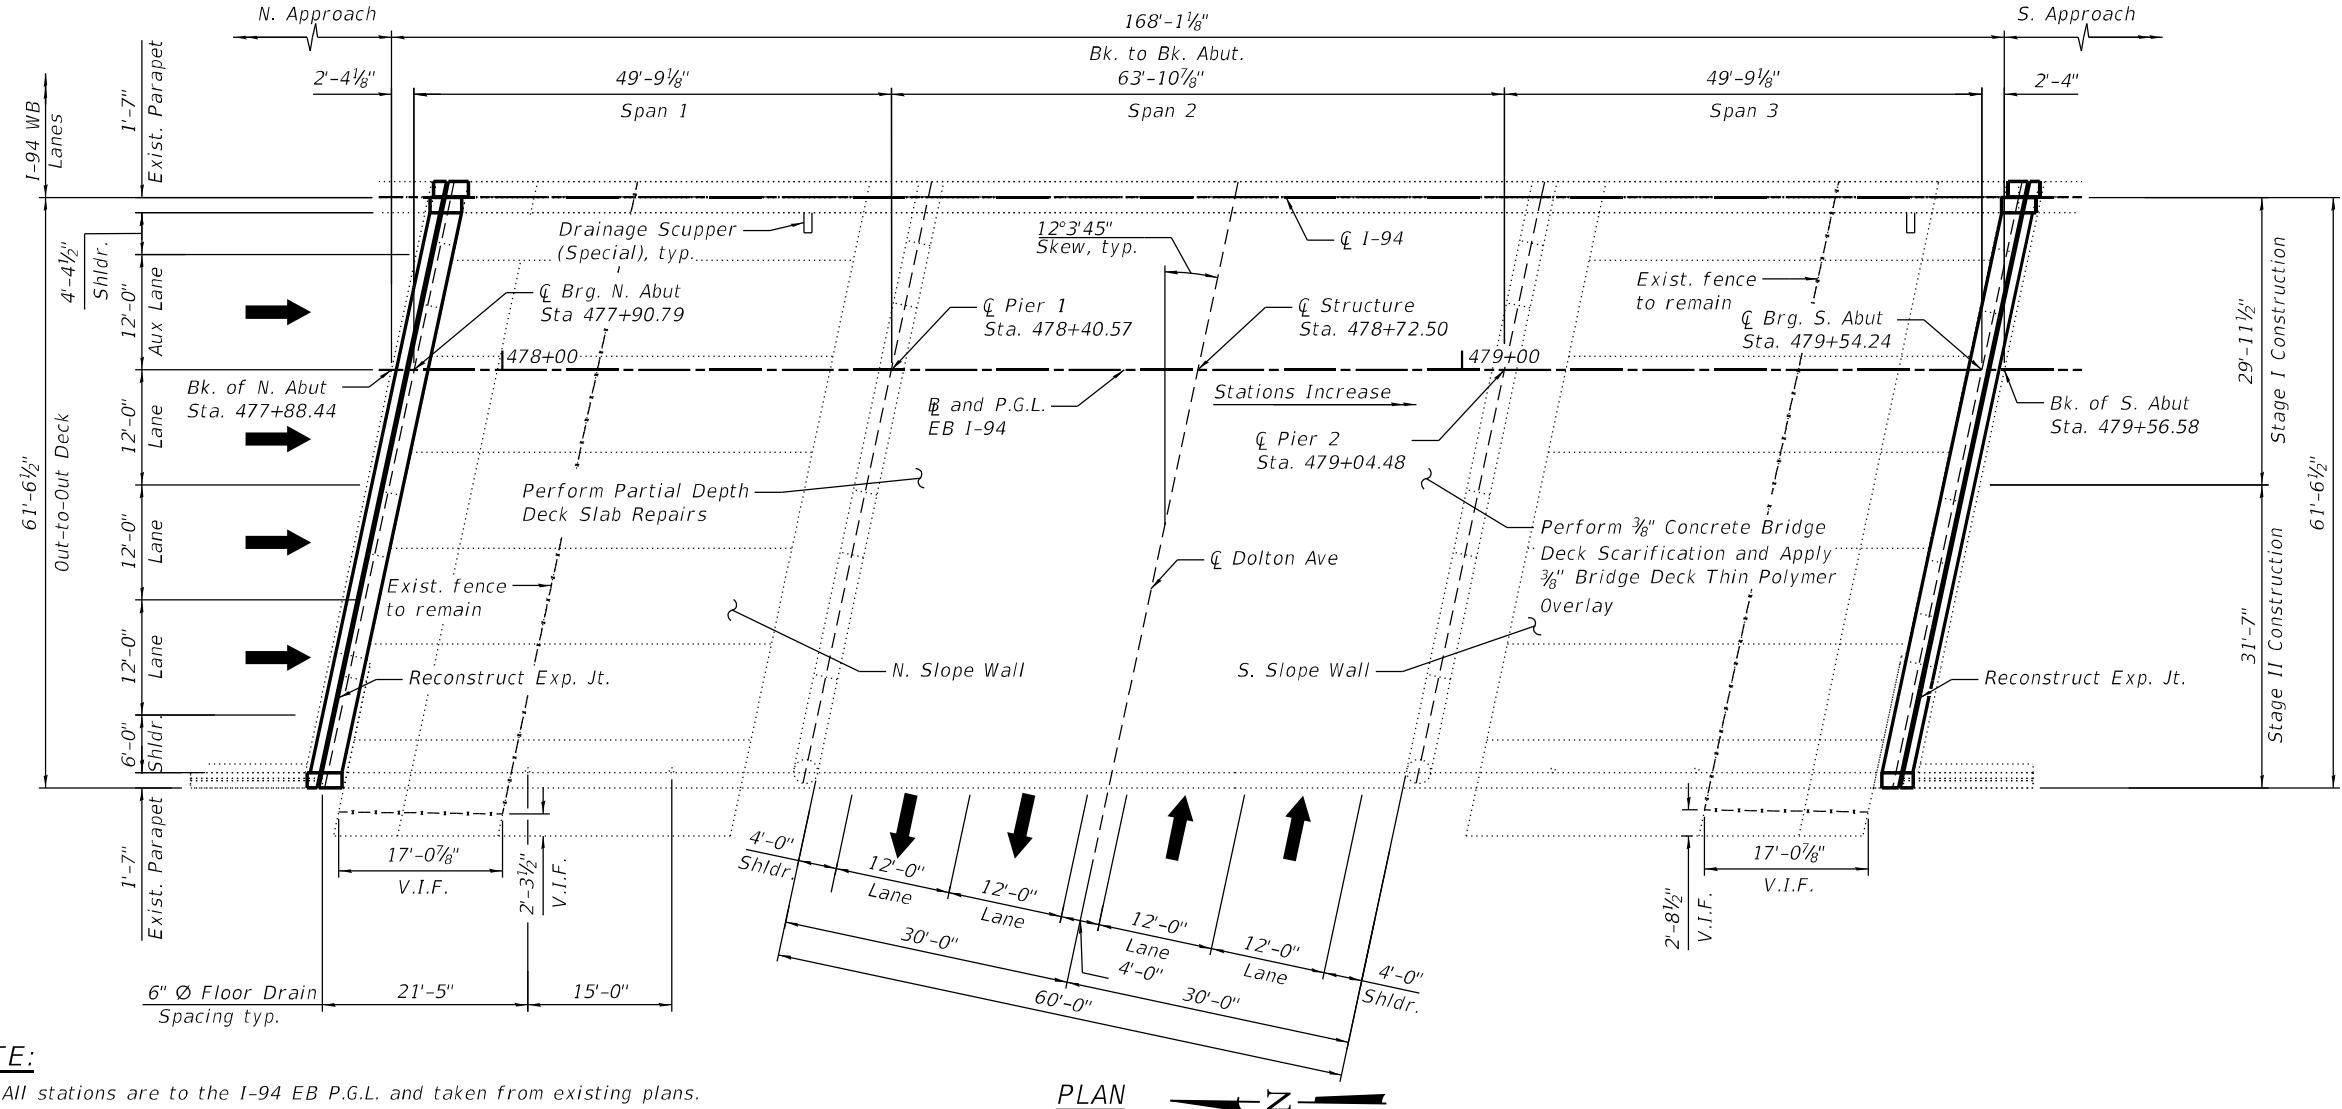 N. Approach
168'-1⅛"
Bk. to Bk. Abut.
S. Approach
2'-4⅛"
49'-9⅛"
Span 1
63'-10⅞"
Span 2
49'-9⅛"
Span 3
2'-4"
I-94 WB
Lanes
1'-7"
Exist. Parapet
4'-4½"
Shldr.
12'-0"
Aux Lane
12'-0"
Lane
12'-0"
Lane
12'-0"
Lane
6'-0"
Shldr.
1'-7"
Exist. Parapet
61'-6½"
Out-to-Out Deck
Drainage Scupper
(Special), typ.
12°3'45"
Skew, typ.
℄ I-94
℄ Brg. N. Abut
Sta 477+90.79
℄ Pier 1
Sta. 478+40.57
℄ Structure
Sta. 478+72.50
Exist. fence
to remain
℄ Brg. S. Abut
Sta. 479+54.24
478+00
479+00
Bk. of N. Abut
Sta. 477+88.44
Stations Increase
℄ and P.G.L.
EB I-94
℄ Pier 2
Sta. 479+04.48
Bk. of S. Abut
Sta. 479+56.58
Perform Partial Depth
Deck Slab Repairs
Perform ⅜" Concrete Bridge
Deck Scarification and Apply
⅜" Bridge Deck Thin Polymer
Overlay
℄ Dolton Ave
Exist. fence
to remain
N. Slope Wall
S. Slope Wall
Reconstruct Exp. Jt.
Reconstruct Exp. Jt.
29'-11½"
Stage I Construction
31'-7"
Stage II Construction
61'-6½"
17'-0⅞"
V.I.F.
2'-3½"
V.I.F.
4'-0"
Shldr.
12'-0"
Lane
12'-0"
Lane
4'-0"
12'-0"
Lane
12'-0"
Lane
4'-0"
Shldr.
30'-0"
30'-0"
60'-0"
17'-0⅞"
V.I.F.
2'-8½"
V.I.F.
6" Ø Floor Drain
Spacing typ.
21'-5"
15'-0"
TE:
All stations are to the I-94 EB P.G.L. and taken from existing plans.
PLAN
N